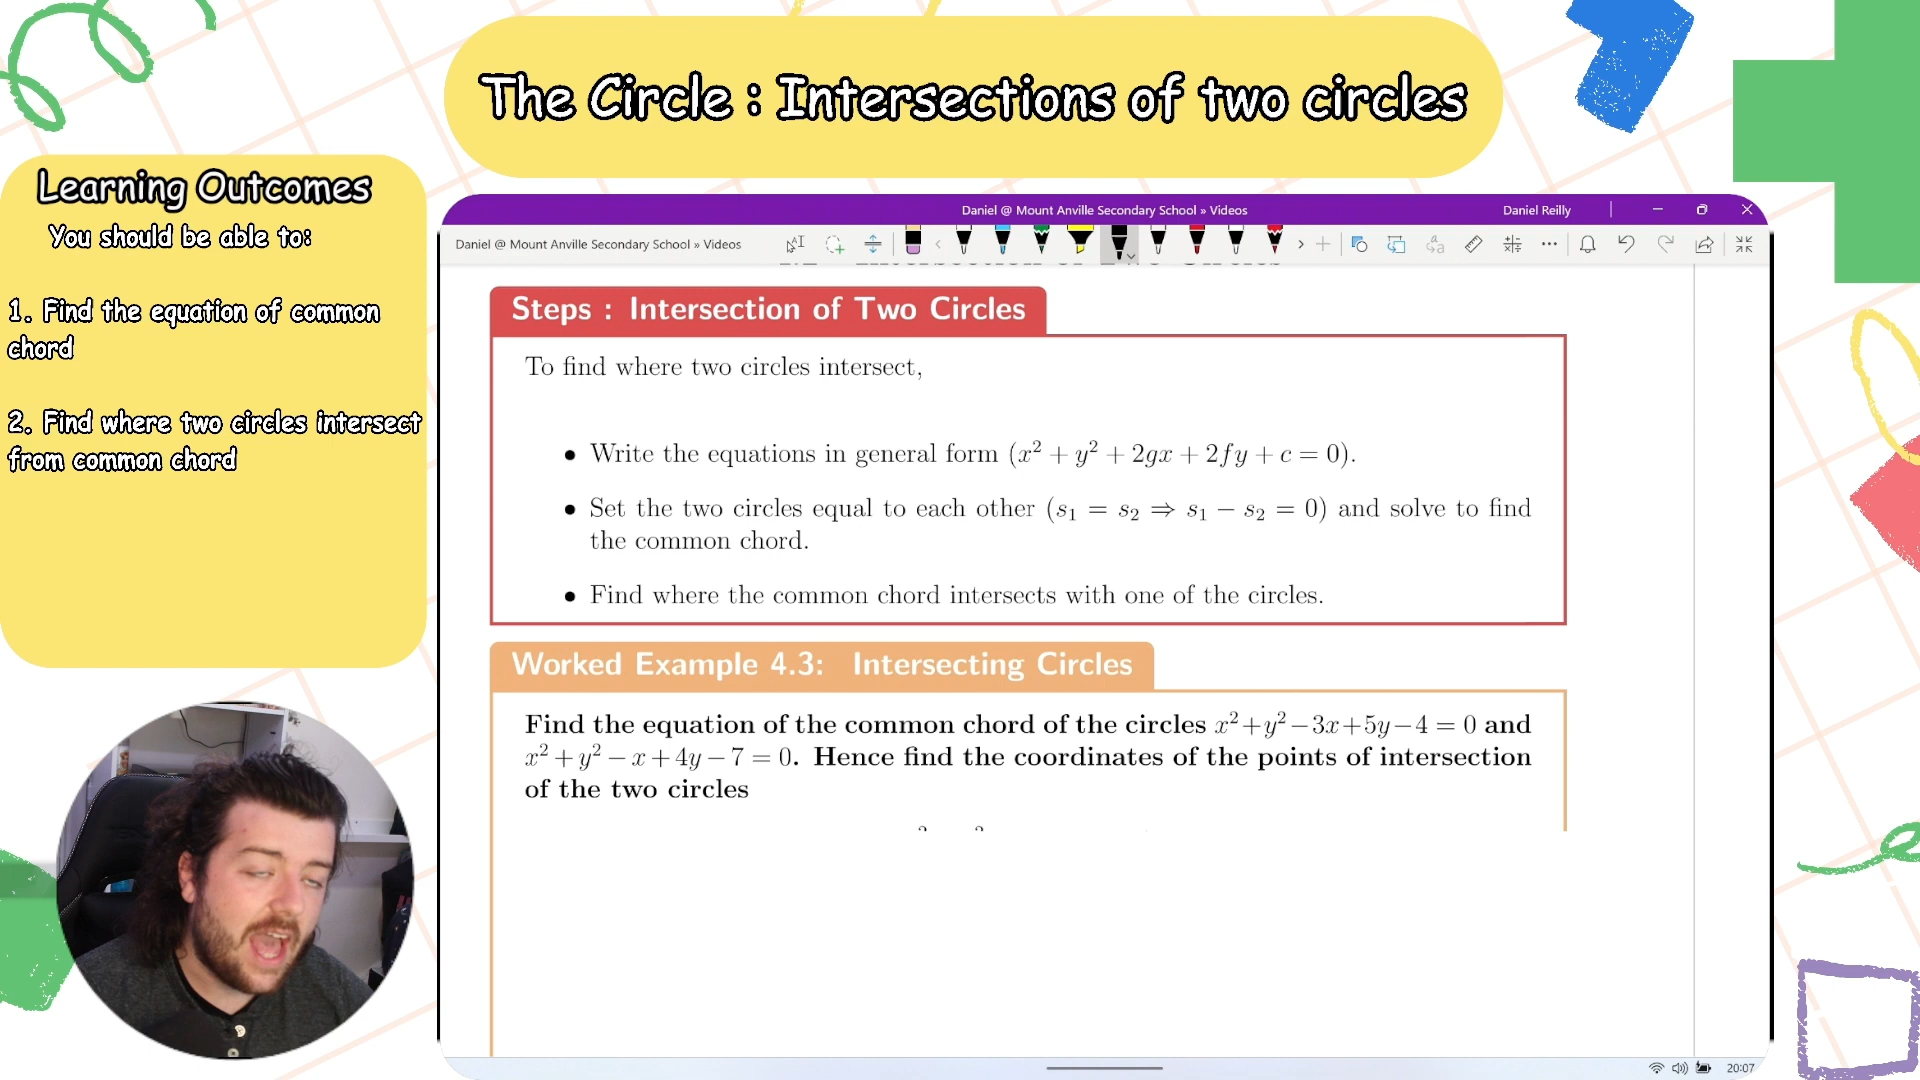 The Circle : Intersections of two circles
Learning Outcomes
You should be able to:
1. Find the equation of common
chord
2. Find where two circles intersect
from common chord
Daniel @ Mount Anville Secondary School » Videos
Daniel Reilly
Daniel @ Mount Anville Secondary School » Videos
Steps : Intersection of Two Circles
To find where two circles intersect,
• Write the equations in general form (x² + y² + 2gx + 2fy + c = 0).
• Set the two circles equal to each other (s₁ = s₂ ⇒ s₁ − s₂ = 0) and solve to find
the common chord.
• Find where the common chord intersects with one of the circles.
Worked Example 4.3: Intersecting Circles
Find the equation of the common chord of the circles x²+y²−3x+5y−4 = 0 and
x² + y² − x + 4y − 7 = 0. Hence find the coordinates of the points of intersection
of the two circles
20:07